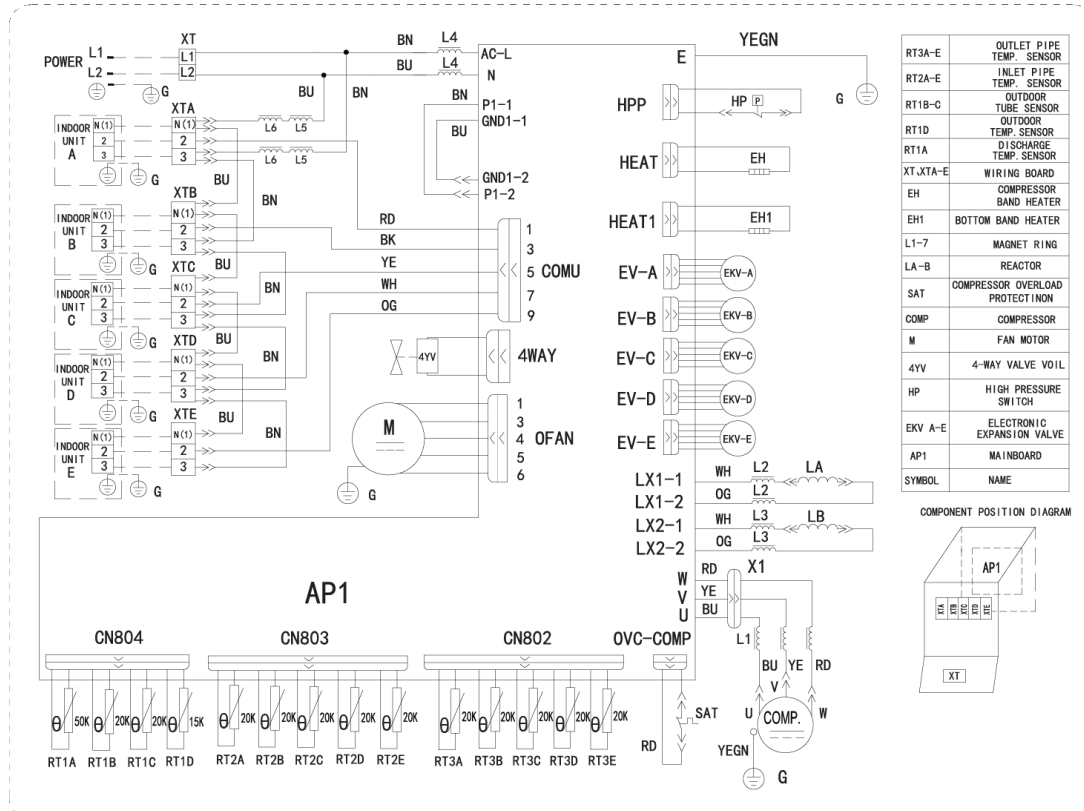 POWER
L1
L2
XT
L1
L2
G
BN
L4
AC-L
BU
L4
N
BU
BN
BN
P1-1
GND1-1
BU
GND1-2
P1-2
E
YEGN
G
HPP
HP
P
HEAT
EH
HEAT1
EH1
INDOOR
UNIT
A
N(1)
2
3
G
XTA
N(1)
2
3
L6
L5
L6
L5
BU
BN
INDOOR
UNIT
B
N(1)
2
3
G
XTB
N(1)
2
3
BU
BN
INDOOR
UNIT
C
N(1)
2
3
G
XTC
N(1)
2
3
BU
BN
INDOOR
UNIT
D
N(1)
2
3
G
XTD
N(1)
2
3
BU
BN
INDOOR
UNIT
E
N(1)
2
3
G
XTE
N(1)
2
3
RD
BK
YE
WH
OG
1
3
5
7
9
COMU
4YV
4WAY
M
G
1
3
4
5
6
OFAN
EV-A
EKV-A
EV-B
EKV-B
EV-C
EKV-C
EV-D
EKV-D
EV-E
EKV-E
LX1-1
WH
L2
LA
LX1-2
OG
L2
LX2-1
WH
L3
LB
LX2-2
OG
L3
W
RD
X1
V
YE
U
BU
L1
BU
YE
RD
V
U
W
COMP.
YEGN
G
AP1
CN804
CN803
CN802
OVC-COMP
θ
50K
θ
20K
θ
20K
θ
15K
θ
20K
θ
20K
θ
20K
θ
20K
θ
20K
θ
20K
θ
20K
θ
20K
θ
20K
θ
20K
RT1A
RT1B
RT1C
RT1D
RT2A
RT2B
RT2C
RT2D
RT2E
RT3A
RT3B
RT3C
RT3D
RT3E
RD
SAT
RT3A-E
OUTLET PIPE
TEMP. SENSOR
RT2A-E
INLET PIPE
TEMP. SENSOR
RT1B-C
OUTDOOR
TUBE SENSOR
RT1D
OUTDOOR
TEMP. SENSOR
RT1A
DISCHARGE
TEMP. SENSOR
XT,XTA-E
WIRING BOARD
EH
COMPRESSOR
BAND HEATER
EH1
BOTTOM BAND HEATER
L1-7
MAGNET RING
LA-B
REACTOR
SAT
COMPRESSOR OVERLOAD
PROTECTINON
COMP
COMPRESSOR
M
FAN MOTOR
4YV
4-WAY VALVE VOIL
HP
HIGH PRESSURE
SWITCH
EKV A-E
ELECTRONIC
EXPANSION VALVE
AP1
MAINBOARD
SYMBOL
NAME
COMPONENT POSITION DIAGRAM
AP1
XTA
XTB
XTC
XTD
XTE
XT